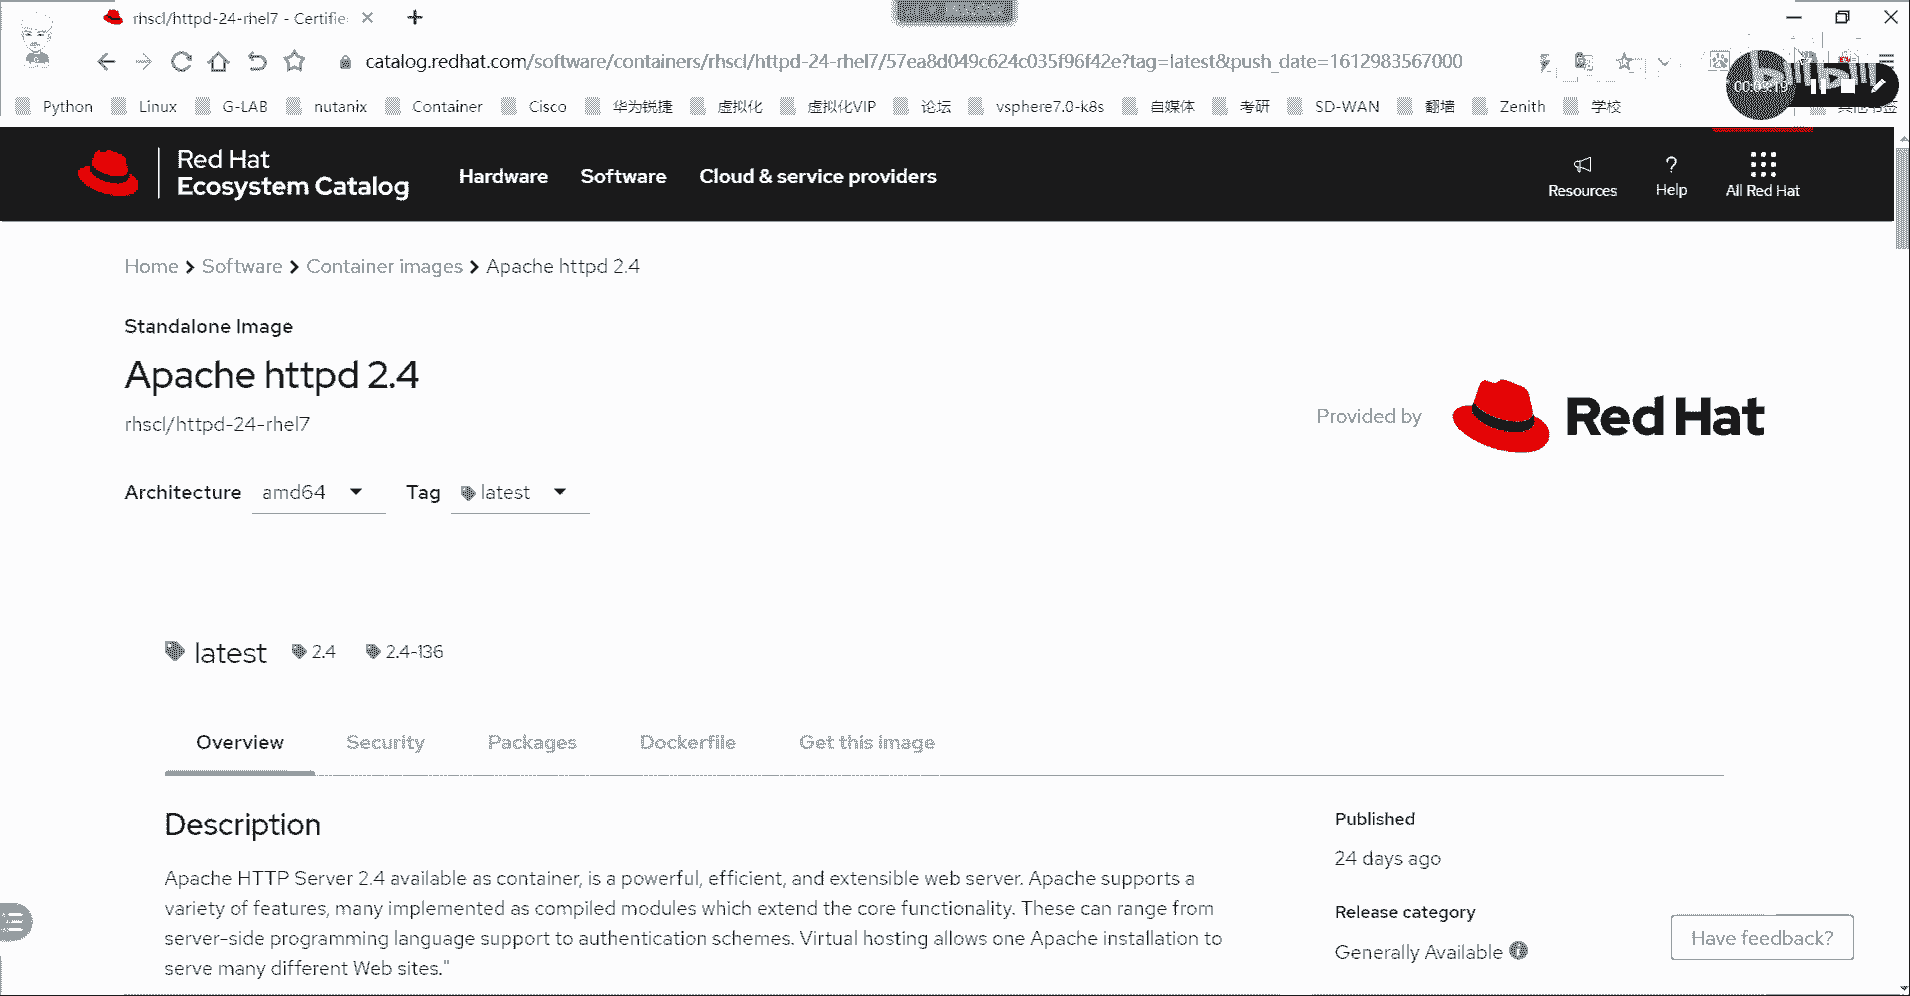 rhscl/httpd-24-rhel7 - Certifie
catalog.redhat.com/software/containers/rhscl/httpd-24-rhel7/57ea8d049c624c035f96f42e?tag=latest&push_date=1612983567000
00:09:19
Python Linux G-LAB nutanix Container Cisco 华为锐捷 虚拟化 虚拟化VIP 论坛 vsphere7.0-k8s 自媒体 考研 SD-WAN 翻墙 Zenith 学校 其他书签
Red Hat
Ecosystem Catalog
Hardware Software Cloud & service providers
Resources Help All Red Hat
Home Software Container images Apache httpd 2.4
Standalone Image
Apache httpd 2.4
rhscl/httpd-24-rhel7
Provided by Red Hat
Architecture amd64 Tag latest
latest 2.4 2.4-136
Overview Security Packages Dockerfile Get this image
Description
Apache HTTP Server 2.4 available as container, is a powerful, efficient, and extensible web server. Apache supports a
variety of features, many implemented as compiled modules which extend the core functionality. These can range from
server-side programming language support to authentication schemes. Virtual hosting allows one Apache installation to
serve many different Web sites."
Published
24 days ago
Release category
Generally Available
Have feedback?